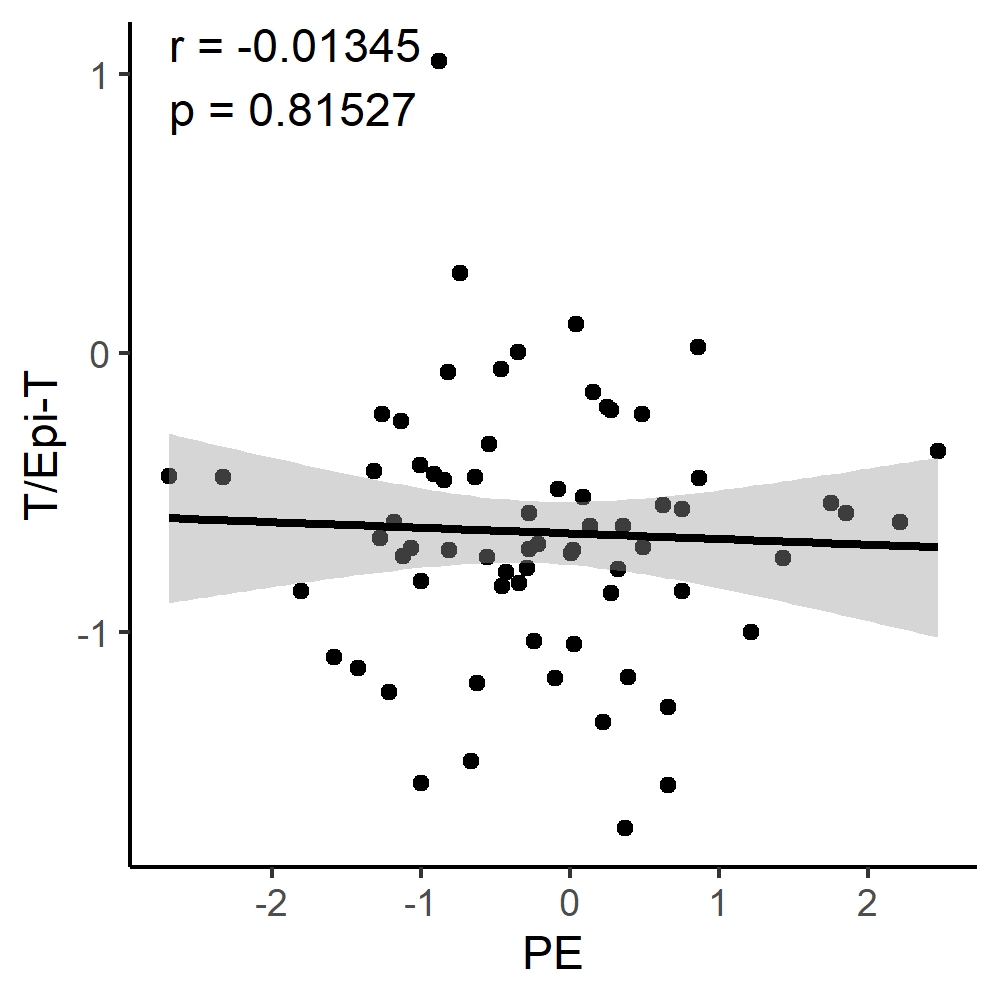 r = -0.01345
p = 0.81527
1
0
-1
T/Epi-T
-2 -1 0 1 2
PE